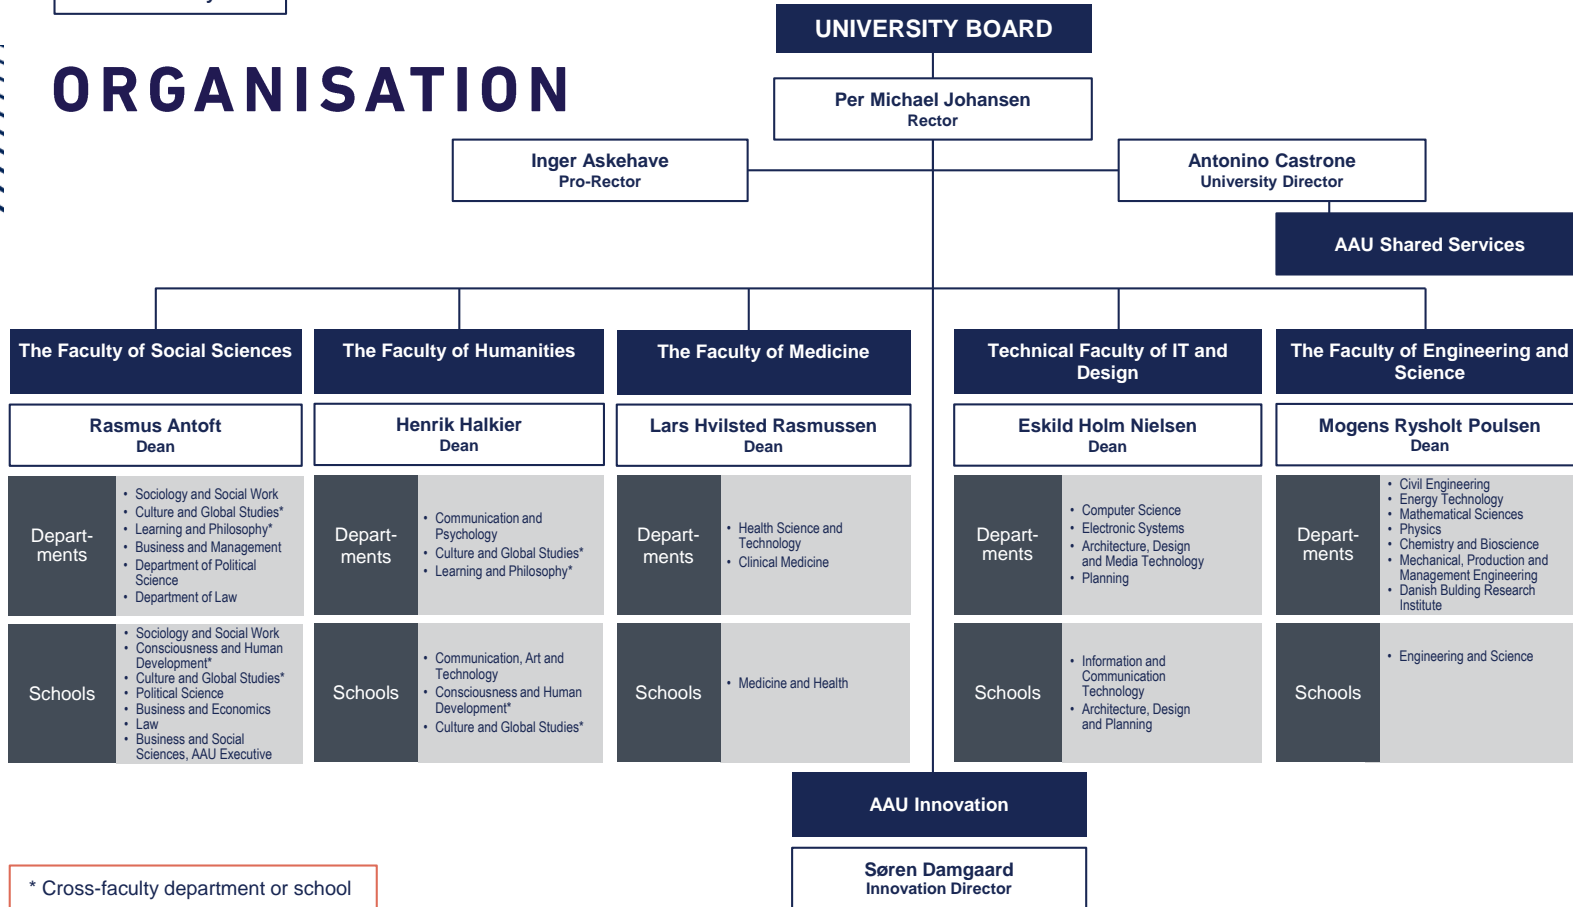 UNIVERSITY BOARD
ORGANISATION
Per Michael Johansen
Rector
Inger Askehave
Pro-Rector
Antonino Castrone
University Director
AAU Shared Services
The Faculty of Social Sciences
Rasmus Antoft
Dean
Depart-
ments
• Sociology and Social Work
• Culture and Global Studies*
• Learning and Philosophy*
• Business and Management
• Department of Political
Science
• Department of Law
Schools
• Sociology and Social Work
• Consciousness and Human
Development*
• Culture and Global Studies*
• Political Science
• Business and Economics
• Law
• Business and Social
Sciences, AAU Executive
The Faculty of Humanities
Henrik Halkier
Dean
Depart-
ments
• Communication and
Psychology
• Culture and Global Studies*
• Learning and Philosophy*
Schools
• Communication, Art and
Technology
• Consciousness and Human
Development*
• Culture and Global Studies*
The Faculty of Medicine
Lars Hvilsted Rasmussen
Dean
Depart-
ments
• Health Science and
Technology
• Clinical Medicine
Schools
• Medicine and Health
Technical Faculty of IT and
Design
Eskild Holm Nielsen
Dean
Depart-
ments
• Computer Science
• Electronic Systems
• Architecture, Design
and Media Technology
• Planning
Schools
• Information and
Communication
Technology
• Architecture, Design
and Planning
The Faculty of Engineering and
Science
Mogens Rysholt Poulsen
Dean
Depart-
ments
• Civil Engineering
• Energy Technology
• Mathematical Sciences
• Physics
• Chemistry and Bioscience
• Mechanical, Production and
Management Engineering
• Danish Bulding Research
Institute
Schools
• Engineering and Science
AAU Innovation
Søren Damgaard
Innovation Director
* Cross-faculty department or school